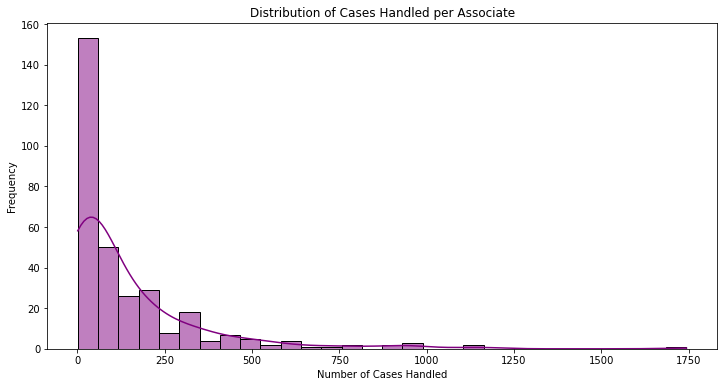 Distribution of Cases Handled per Associate
160
140
120
100
80
60
40
20
0
Frequency
0 250 500 750 1000 1250 1500 1750
Number of Cases Handled